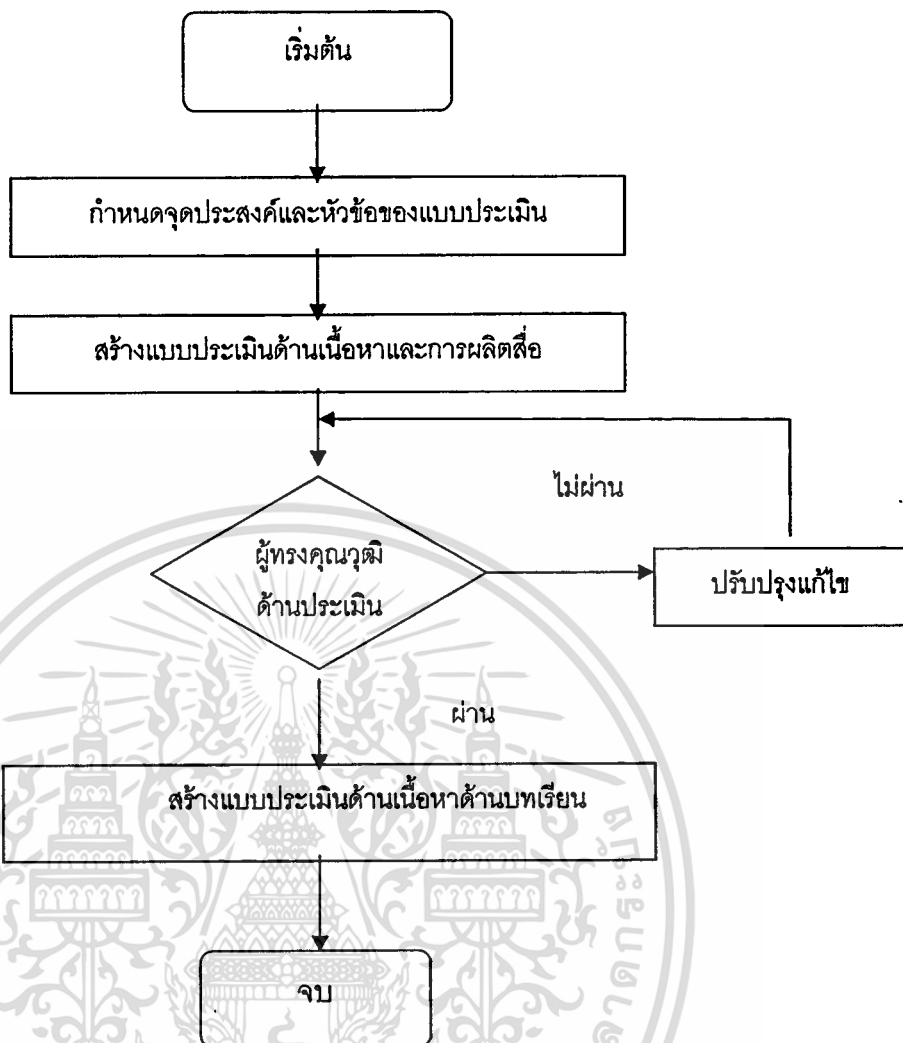 เริ่มต้น
กำหนดจุดประสงค์และหัวข้อของแบบประเมิน
สร้างแบบประเมินด้านเนื้อหาและการผลิตสื่อ
ไม่ผ่าน
ผู้ทรงคุณวุฒิ
ด้านประเมิน
ปรับปรุงแก้ไข
ผ่าน
สร้างแบบประเมินด้านเนื้อหาด้านบทเรียน
จบ